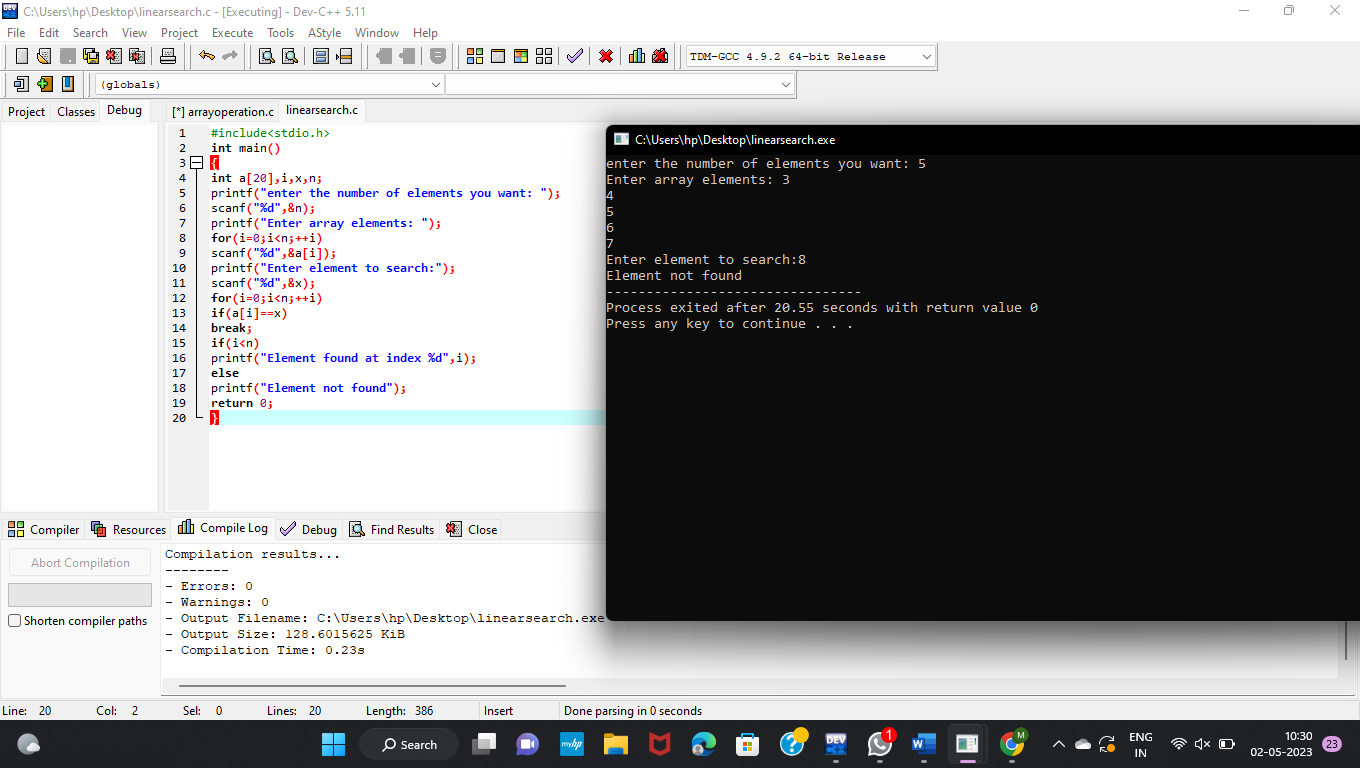 C:\Users\hp\Desktop\linearsearch.c - [Executing] - Dev-C++ 5.11
File Edit Search View Project Execute Tools AStyle Window Help
TDM-GCC 4.9.2 64-bit Release
(globals)
Project Classes Debug
[*] arrayoperation.c linearsearch.c
1 #include<stdio.h>
2 int main()
3 {
4 int a[20],i,x,n;
5 printf("enter the number of elements you want: ");
6 scanf("%d",&n);
7 printf("Enter array elements: ");
8 for(i=0;i<n;++i)
9 scanf("%d",&a[i]);
10 printf("Enter element to search:");
11 scanf("%d",&x);
12 for(i=0;i<n;++i)
13 if(a[i]==x)
14 break;
15 if(i<n)
16 printf("Element found at index %d",i);
17 else
18 printf("Element not found");
19 return 0;
20 }
C:\Users\hp\Desktop\linearsearch.exe
enter the number of elements you want: 5
Enter array elements: 3
4
5
6
7
Enter element to search:8
Element not found
--------------------------------
Process exited after 20.55 seconds with return value 0
Press any key to continue . . .
Compiler Resources Compile Log Debug Find Results Close
Abort Compilation
Shorten compiler paths
Compilation results...
--------
- Errors: 0
- Warnings: 0
- Output Filename: C:\Users\hp\Desktop\linearsearch.exe
- Output Size: 128.6015625 KiB
- Compilation Time: 0.23s
Line: 20 Col: 2 Sel: 0 Lines: 20 Length: 386 Insert Done parsing in 0 seconds
Search
myhp
DEV
1
W
M
ENG
IN
10:30
02-05-2023
23